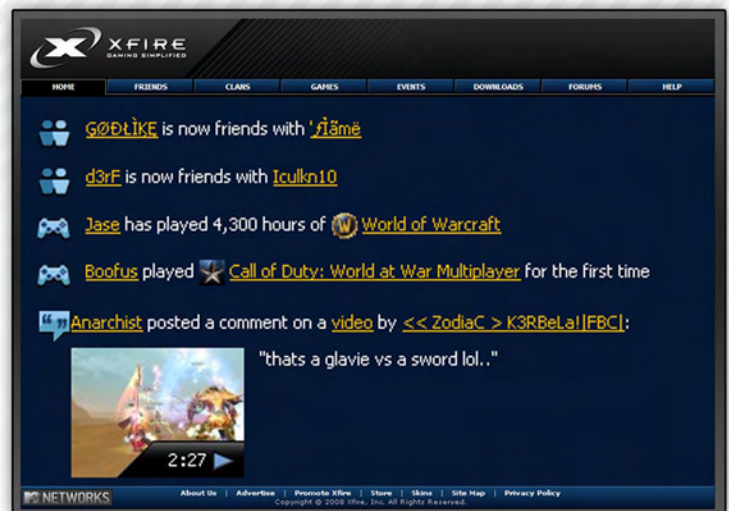 XFIRE
GAMING SIMPLIFIED
HOME FRIENDS CLANS GAMES EVENTS DOWNLOADS FORUMS HELP
GØĐŁÌKĘ is now friends with 'ƒĪãmë
d3rF is now friends with Iculkn10
Jase has played 4,300 hours of World of Warcraft
Boofus played Call of Duty: World at War Multiplayer for the first time
Anarchist posted a comment on a video by << ZodiaC > K3RBeLa!|FBC|:
"thats a glavie vs a sword lol.."
2:27
MTV NETWORKS
About Us | Advertise | Promote Xfire | Store | Skins | Site Map | Privacy Policy
Copyright © 2008 Xfire, Inc. All Rights Reserved.